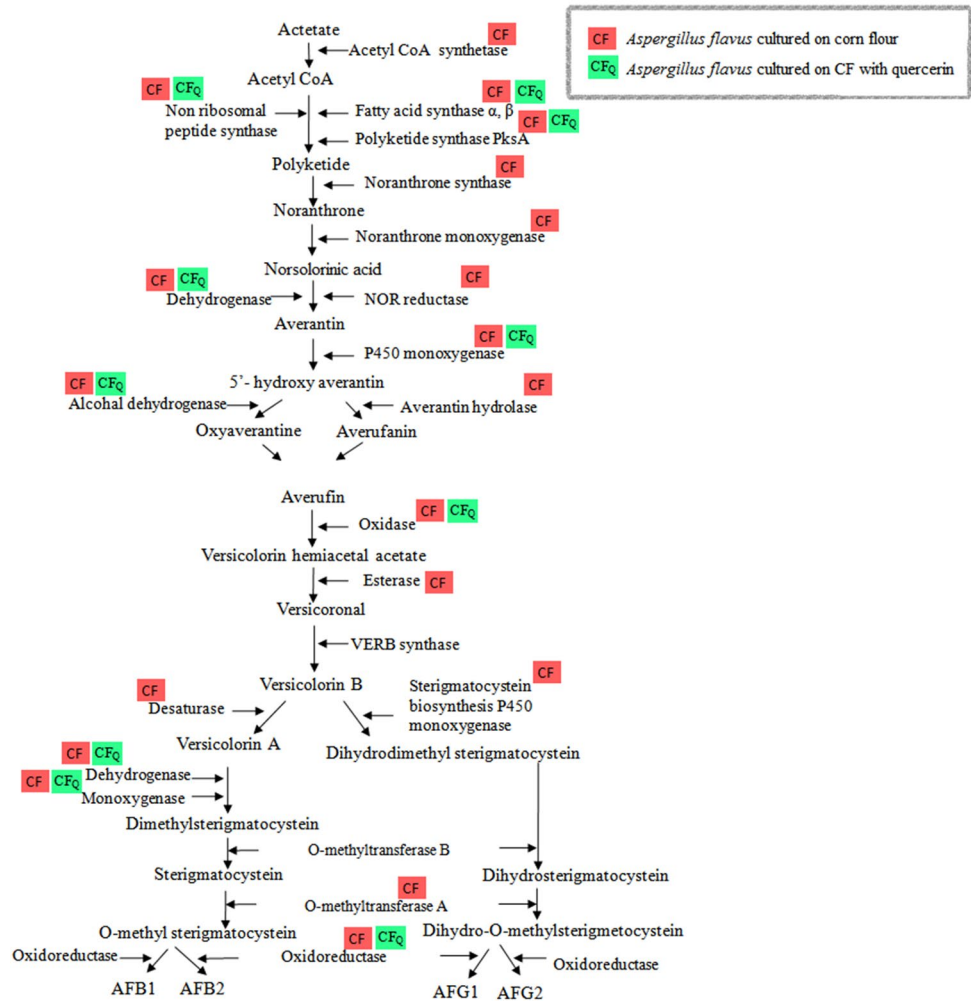 Actetate
CF
Acetyl CoA synthetase
Acetyl CoA
CF Aspergillus flavus cultured on corn flour
CFQ Aspergillus flavus cultured on CF with quercerin
CF CFQ
Non ribosomal
peptide synthase
CF CFQ
Fatty acid synthase α, β
CF CFQ
Polyketide synthase PksA
Polyketide
CF
Noranthrone synthase
Noranthrone
CF
Noranthrone monoxygenase
Norsolorinic acid
CF CFQ
Dehydrogenase
CF
NOR reductase
Averantin
CF CFQ
P450 monoxygenase
5’- hydroxy averantin
CF CFQ
Alcohal dehydrogenase
CF
Averantin hydrolase
Oxyaverantine
Averufanin
Averufin
CF CFQ
Oxidase
Versicolorin hemiacetal acetate
Esterase CF
Versicoronal
VERB synthase
Versicolorin B
CF
Desaturase
CF
Sterigmatocystein
biosynthesis P450
monoxygenase
Versicolorin A
Dihydrodimethyl sterigmatocystein
CF CFQ
Dehydrogenase
CF CFQ
Monoxygenase
Dimethylsterigmatocystein
O-methyltransferase B
Sterigmatocystein
Dihydrosterigmatocystein
CF
O-methyltransferase A
O-methyl sterigmatocystein
Dihydro-O-methylsterigmetocystein
CF CFQ
Oxidoreductase
Oxidoreductase
Oxidoreductase
AFB1
AFB2
AFG1
AFG2